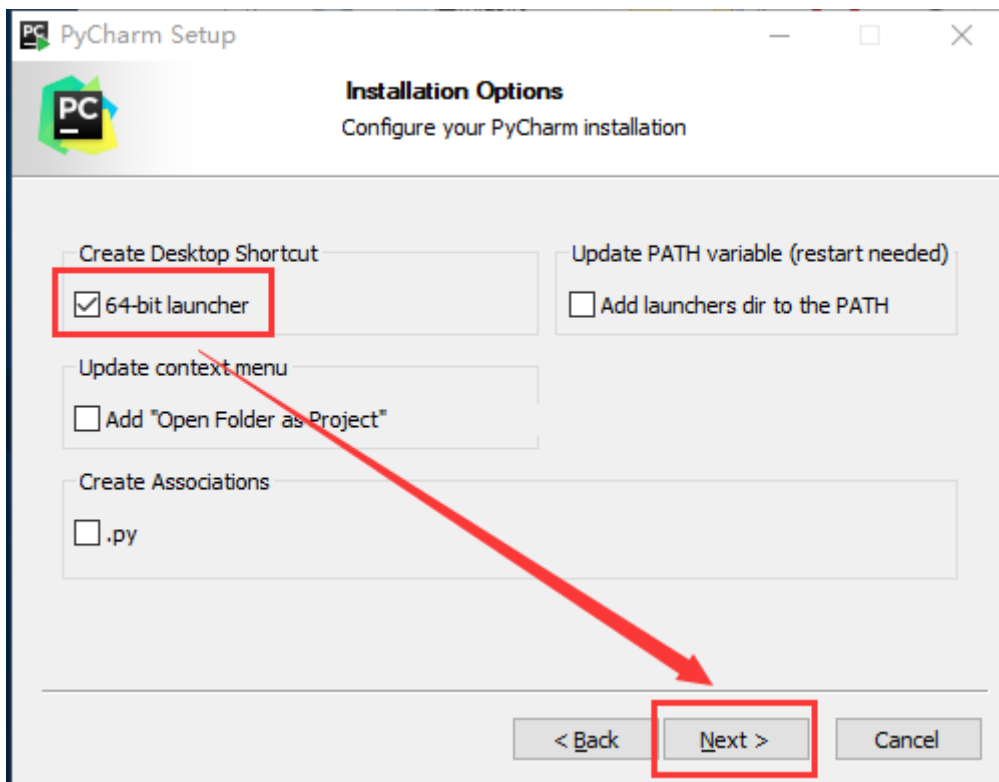 PyCharm Setup
PC
Installation Options
Configure your PyCharm installation
Create Desktop Shortcut
Update PATH variable (restart needed)
64-bit launcher
Add launchers dir to the PATH
Update context menu
Add "Open Folder as Project"
Create Associations
.py
< Back
Next >
Cancel